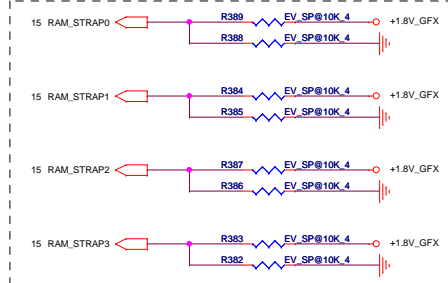 R389 EV_SP@10K_4
15 RAM_STRAP0 +1.8V_GFX
R388 EV_SP@10K_4
R384 EV_SP@10K_4
15 RAM_STRAP1 +1.8V_GFX
R385 EV_SP@10K_4
R387 EV_SP@10K_4
15 RAM_STRAP2 +1.8V_GFX
R386 EV_SP@10K_4
R383 EV_SP@10K_4
15 RAM_STRAP3 +1.8V_GFX
R382 EV_SP@10K_4